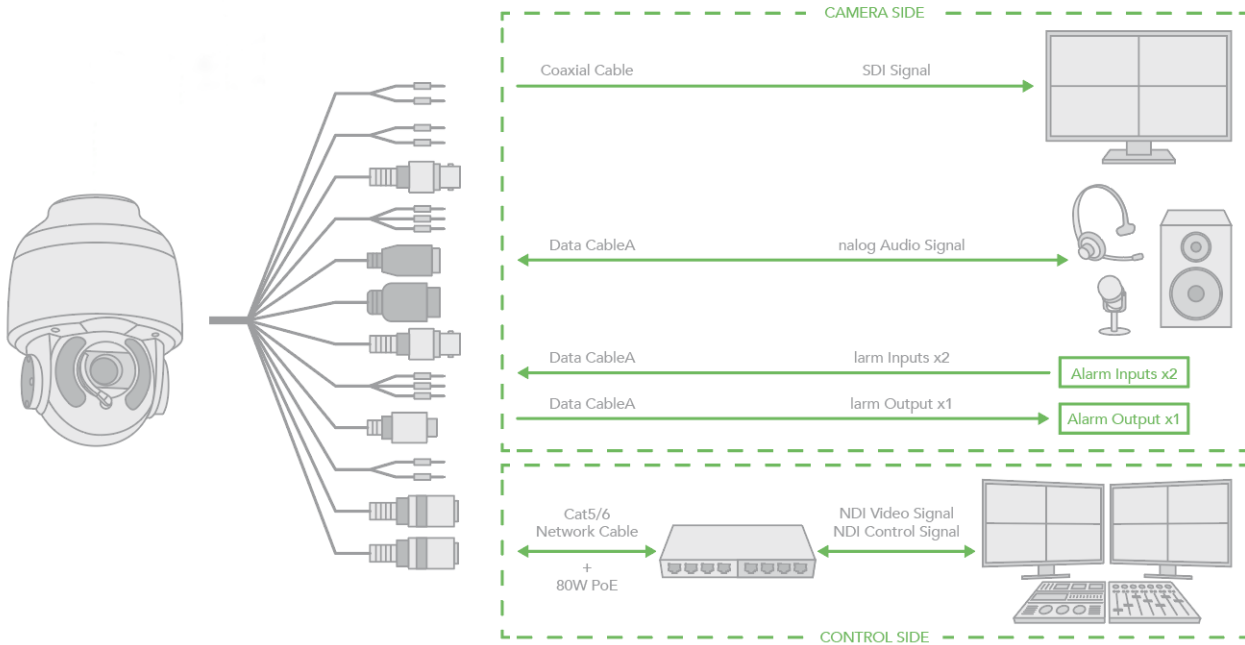 CAMERA SIDE
Coaxial Cable SDI Signal
Data CableA nalog Audio Signal
Data CableA larm Inputs x2 Alarm Inputs x2
Data CableA larm Output x1 Alarm Output x1
Cat5/6
Network Cable
+
80W PoE
NDI Video Signal
NDI Control Signal
CONTROL SIDE